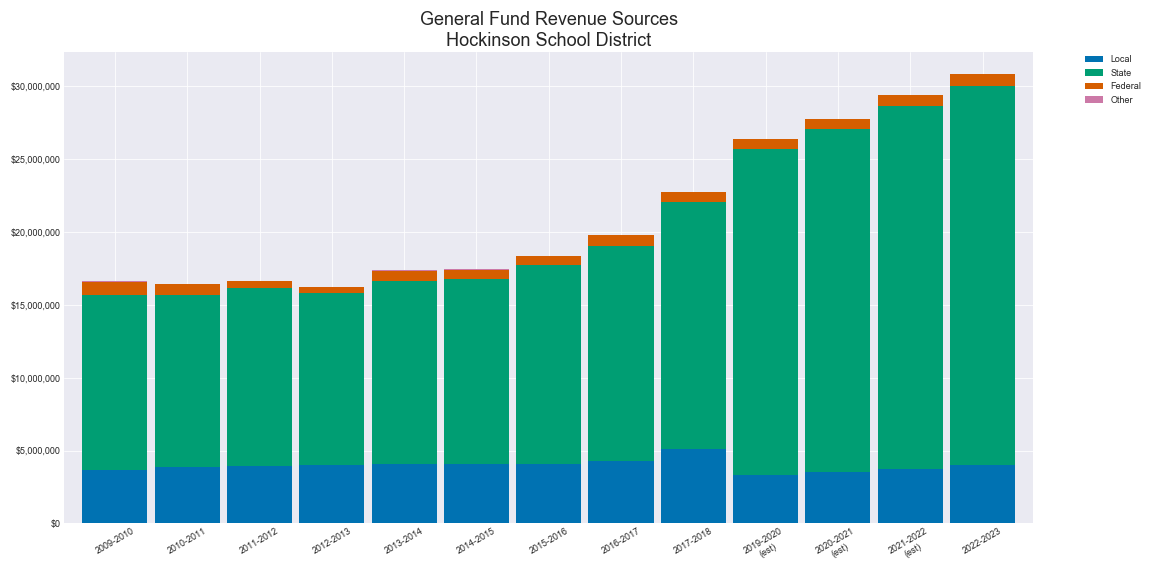 General Fund Revenue Sources
Hockinson School District
Local
State
Federal
Other
$30,000,000
$25,000,000
$20,000,000
$15,000,000
$10,000,000
$5,000,000
$0
2009-2010
2010-2011
2011-2012
2012-2013
2013-2014
2014-2015
2015-2016
2016-2017
2017-2018
2019-2020
(est)
2020-2021
(est)
2021-2022
(est)
2022-2023